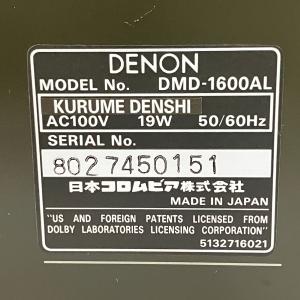 DENON
MODEL No. DMD-1600AL
KURUME DENSHI
AC100V 19W 50/60Hz
SERIAL No.
8027450151
日本コロムビア株式会社
MADE IN JAPAN
"US AND FOREIGN PATENTS LICENSED FROM
DOLBY LABORATORIES LICENSING CORPORATION"
5132716021